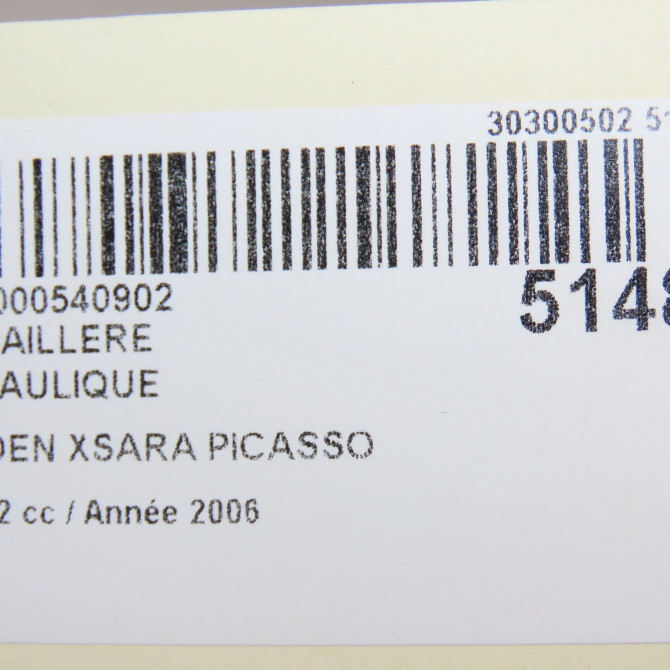 30300502 51
000540902
5148
AILLERE
AULIQUE
DEN XSARA PICASSO
2 cc / Année 2006